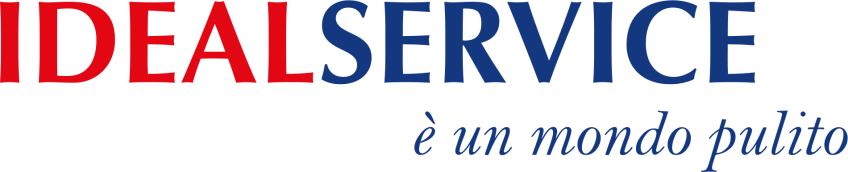 IDEALSERVICE
è un mondo pulito